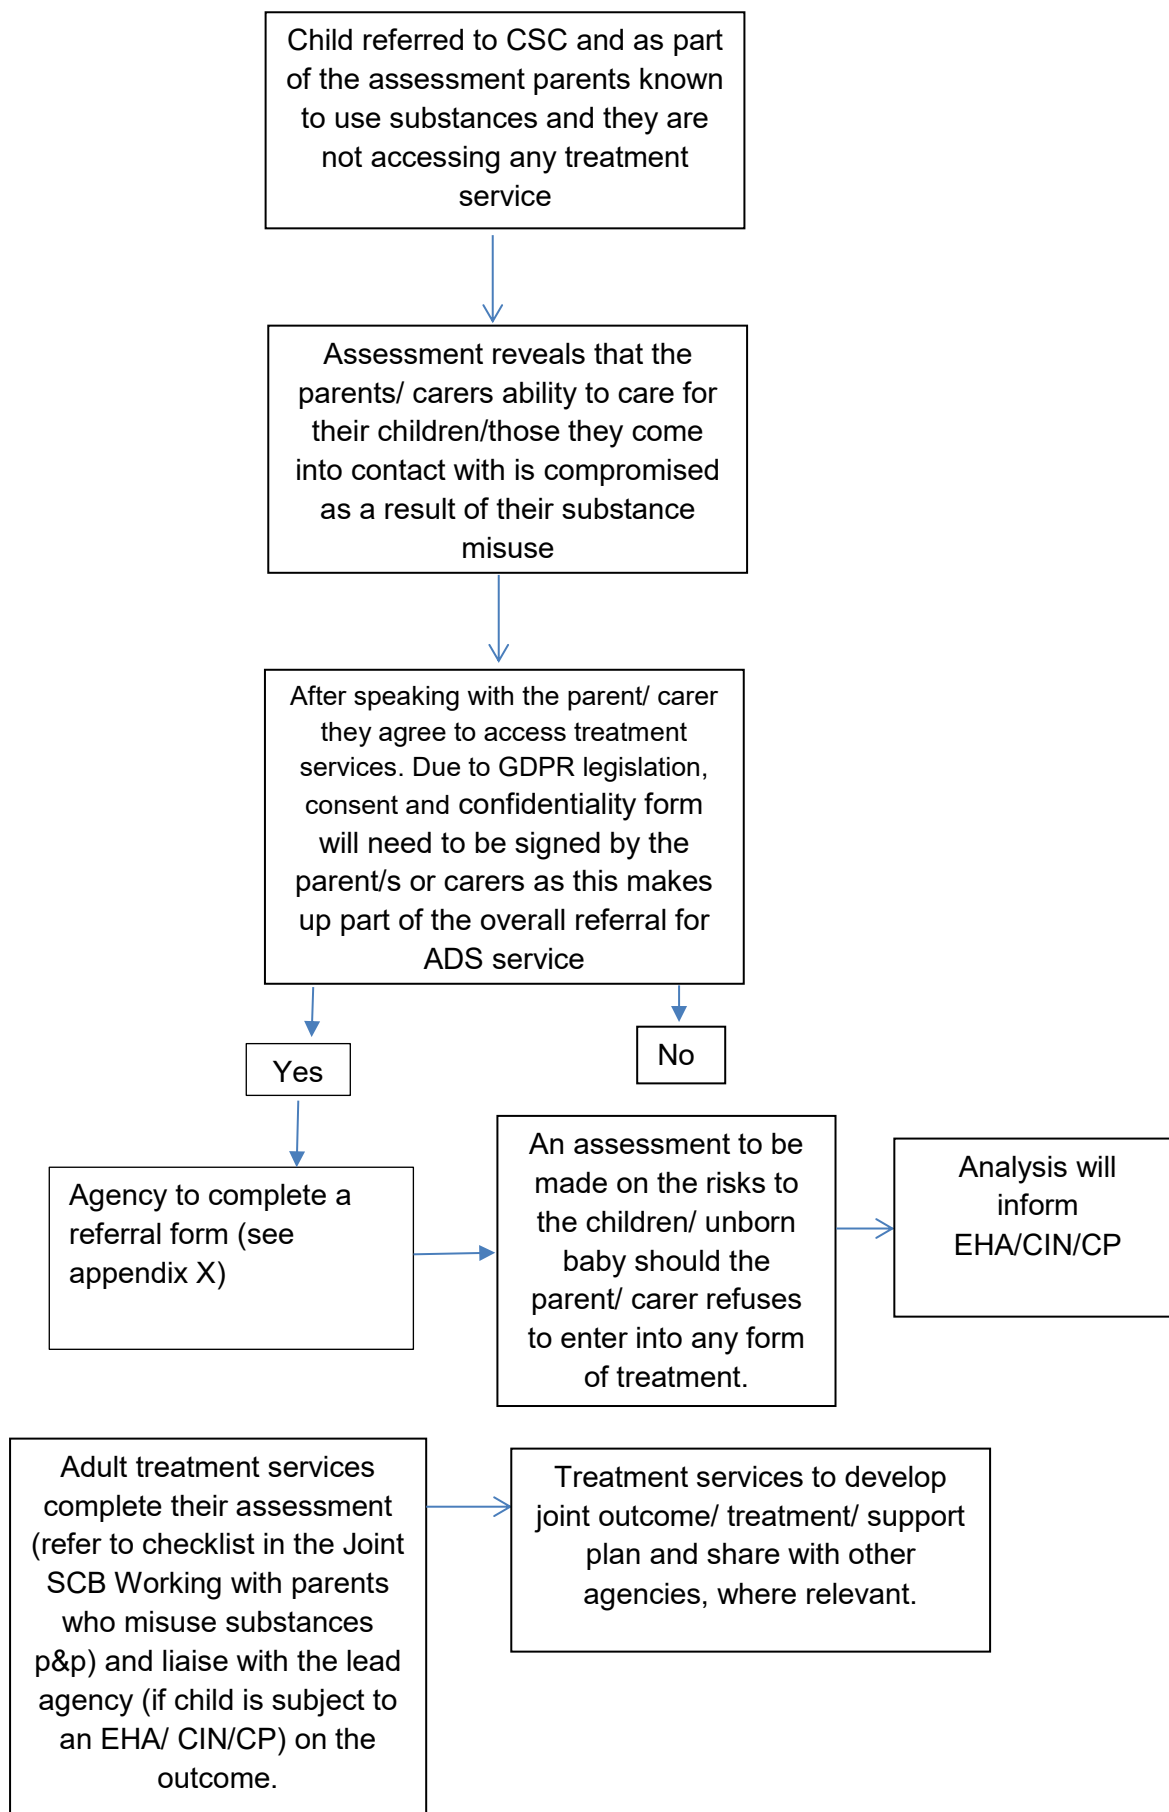 Child referred to CSC and as part
of the assessment parents known
to use substances and they are
not accessing any treatment
service
Assessment reveals that the
parents/ carers ability to care for
their children/those they come
into contact with is compromised
as a result of their substance
misuse
After speaking with the parent/ carer
they agree to access treatment
services. Due to GDPR legislation,
consent and confidentiality form
will need to be signed by the
parent/s or carers as this makes
up part of the overall referral for
ADS service
Yes
No
Agency to complete a
referral form (see
appendix X)
An assessment to be
made on the risks to
the children/ unborn
baby should the
parent/ carer refuses
to enter into any form
of treatment.
Analysis will
inform
EHA/CIN/CP
Adult treatment services
complete their assessment
(refer to checklist in the Joint
SCB Working with parents
who misuse substances
p&p) and liaise with the lead
agency (if child is subject to
an EHA/ CIN/CP) on the
outcome.
Treatment services to develop
joint outcome/ treatment/ support
plan and share with other
agencies, where relevant.